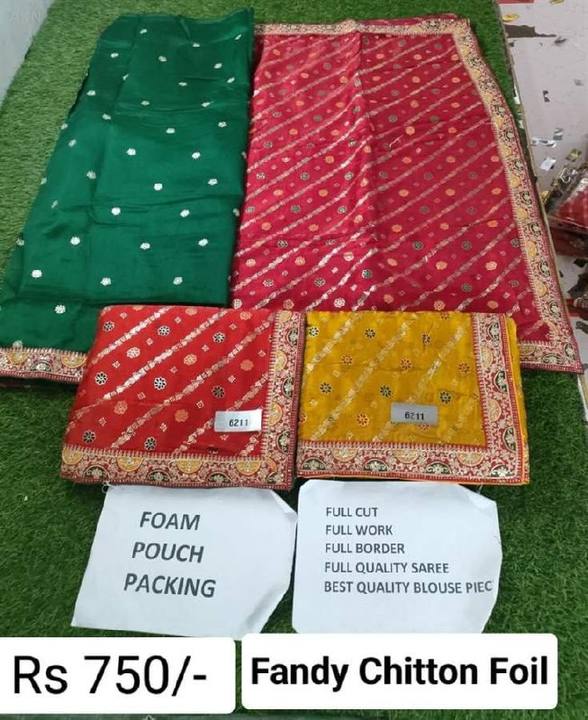 6211
6211
FOAM
POUCH
PACKING
FULL CUT
FULL WORK
FULL BORDER
FULL QUALITY SAREE
BEST QUALITY BLOUSE PIEC
Rs 750/-
Fandy Chitton Foil